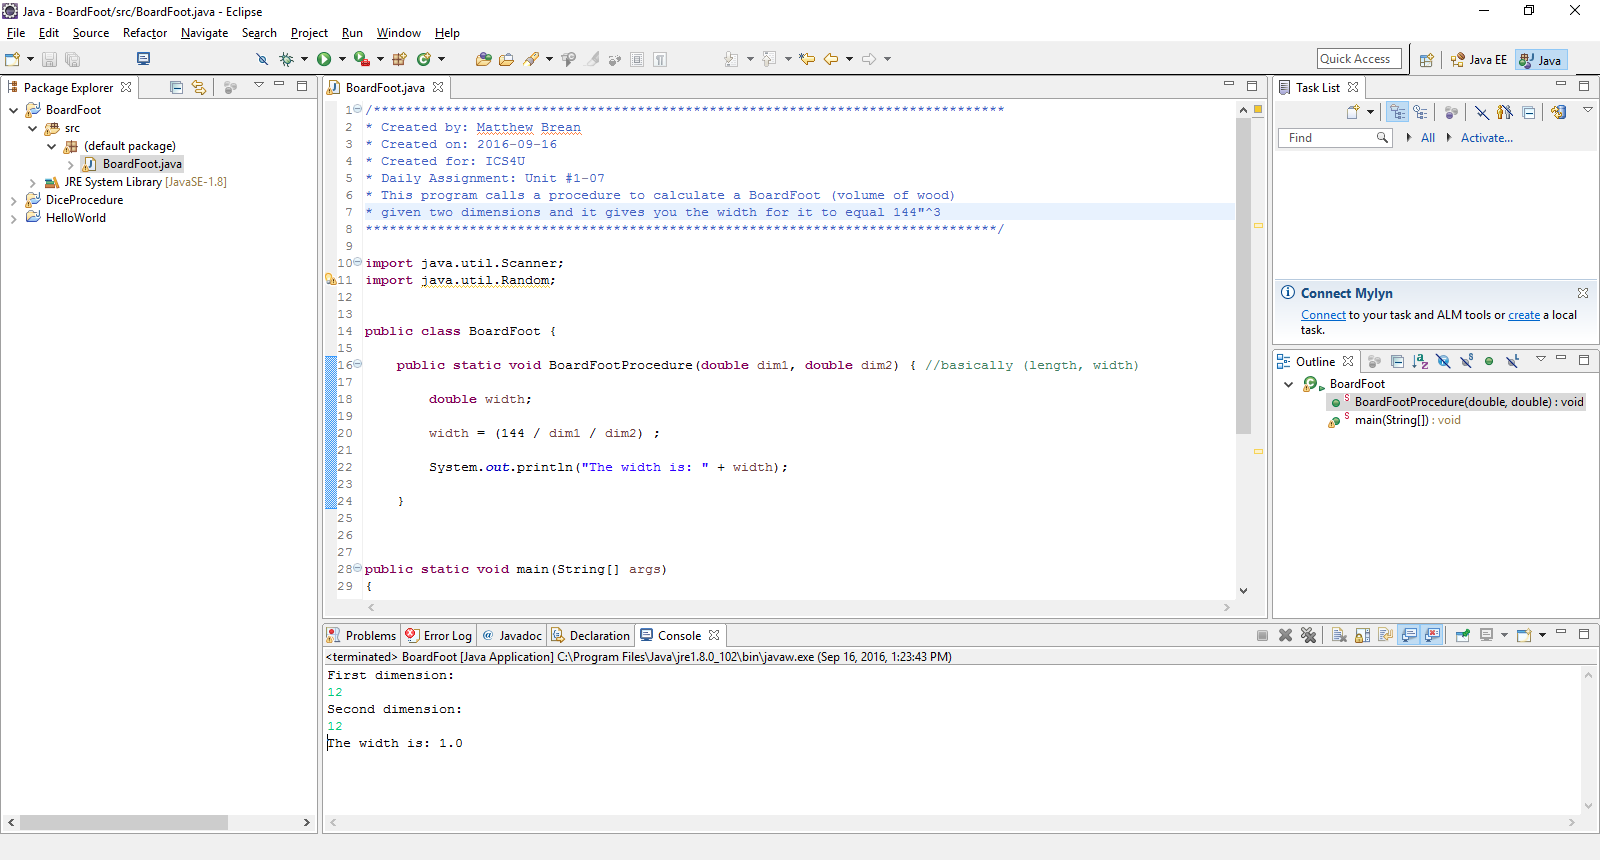 Java - BoardFoot/src/BoardFoot.java - Eclipse
File Edit Source Refactor Navigate Search Project Run Window Help
Quick Access Java EE Java
Package Explorer
BoardFoot
src
(default package)
BoardFoot.java
JRE System Library [JavaSE-1.8]
DiceProcedure
HelloWorld
BoardFoot.java
1 /*******************************************************************************
2 * Created by: Matthew Brean
3 * Created on: 2016-09-16
4 * Created for: ICS4U
5 * Daily Assignment: Unit #1-07
6 * This program calls a procedure to calculate a BoardFoot (volume of wood)
7 * given two dimensions and it gives you the width for it to equal 144"^3
8 *******************************************************************************/
9
10 import java.util.Scanner;
11 import java.util.Random;
12
13
14 public class BoardFoot {
15
16 public static void BoardFootProcedure(double dim1, double dim2) { //basically (length, width)
17
18 double width;
19
20 width = (144 / dim1 / dim2) ;
21
22 System.out.println("The width is: " + width);
23
24 }
25
26
27
28 public static void main(String[] args)
29 {
Task List
Find All Activate...
Connect Mylyn
Connect to your task and ALM tools or create a local
task.
Outline
BoardFoot
BoardFootProcedure(double, double) : void
main(String[]) : void
Problems Error Log Javadoc Declaration Console
<terminated> BoardFoot [Java Application] C:\Program Files\Java\jre1.8.0_102\bin\javaw.exe (Sep 16, 2016, 1:23:43 PM)
First dimension:
12
Second dimension:
12
The width is: 1.0